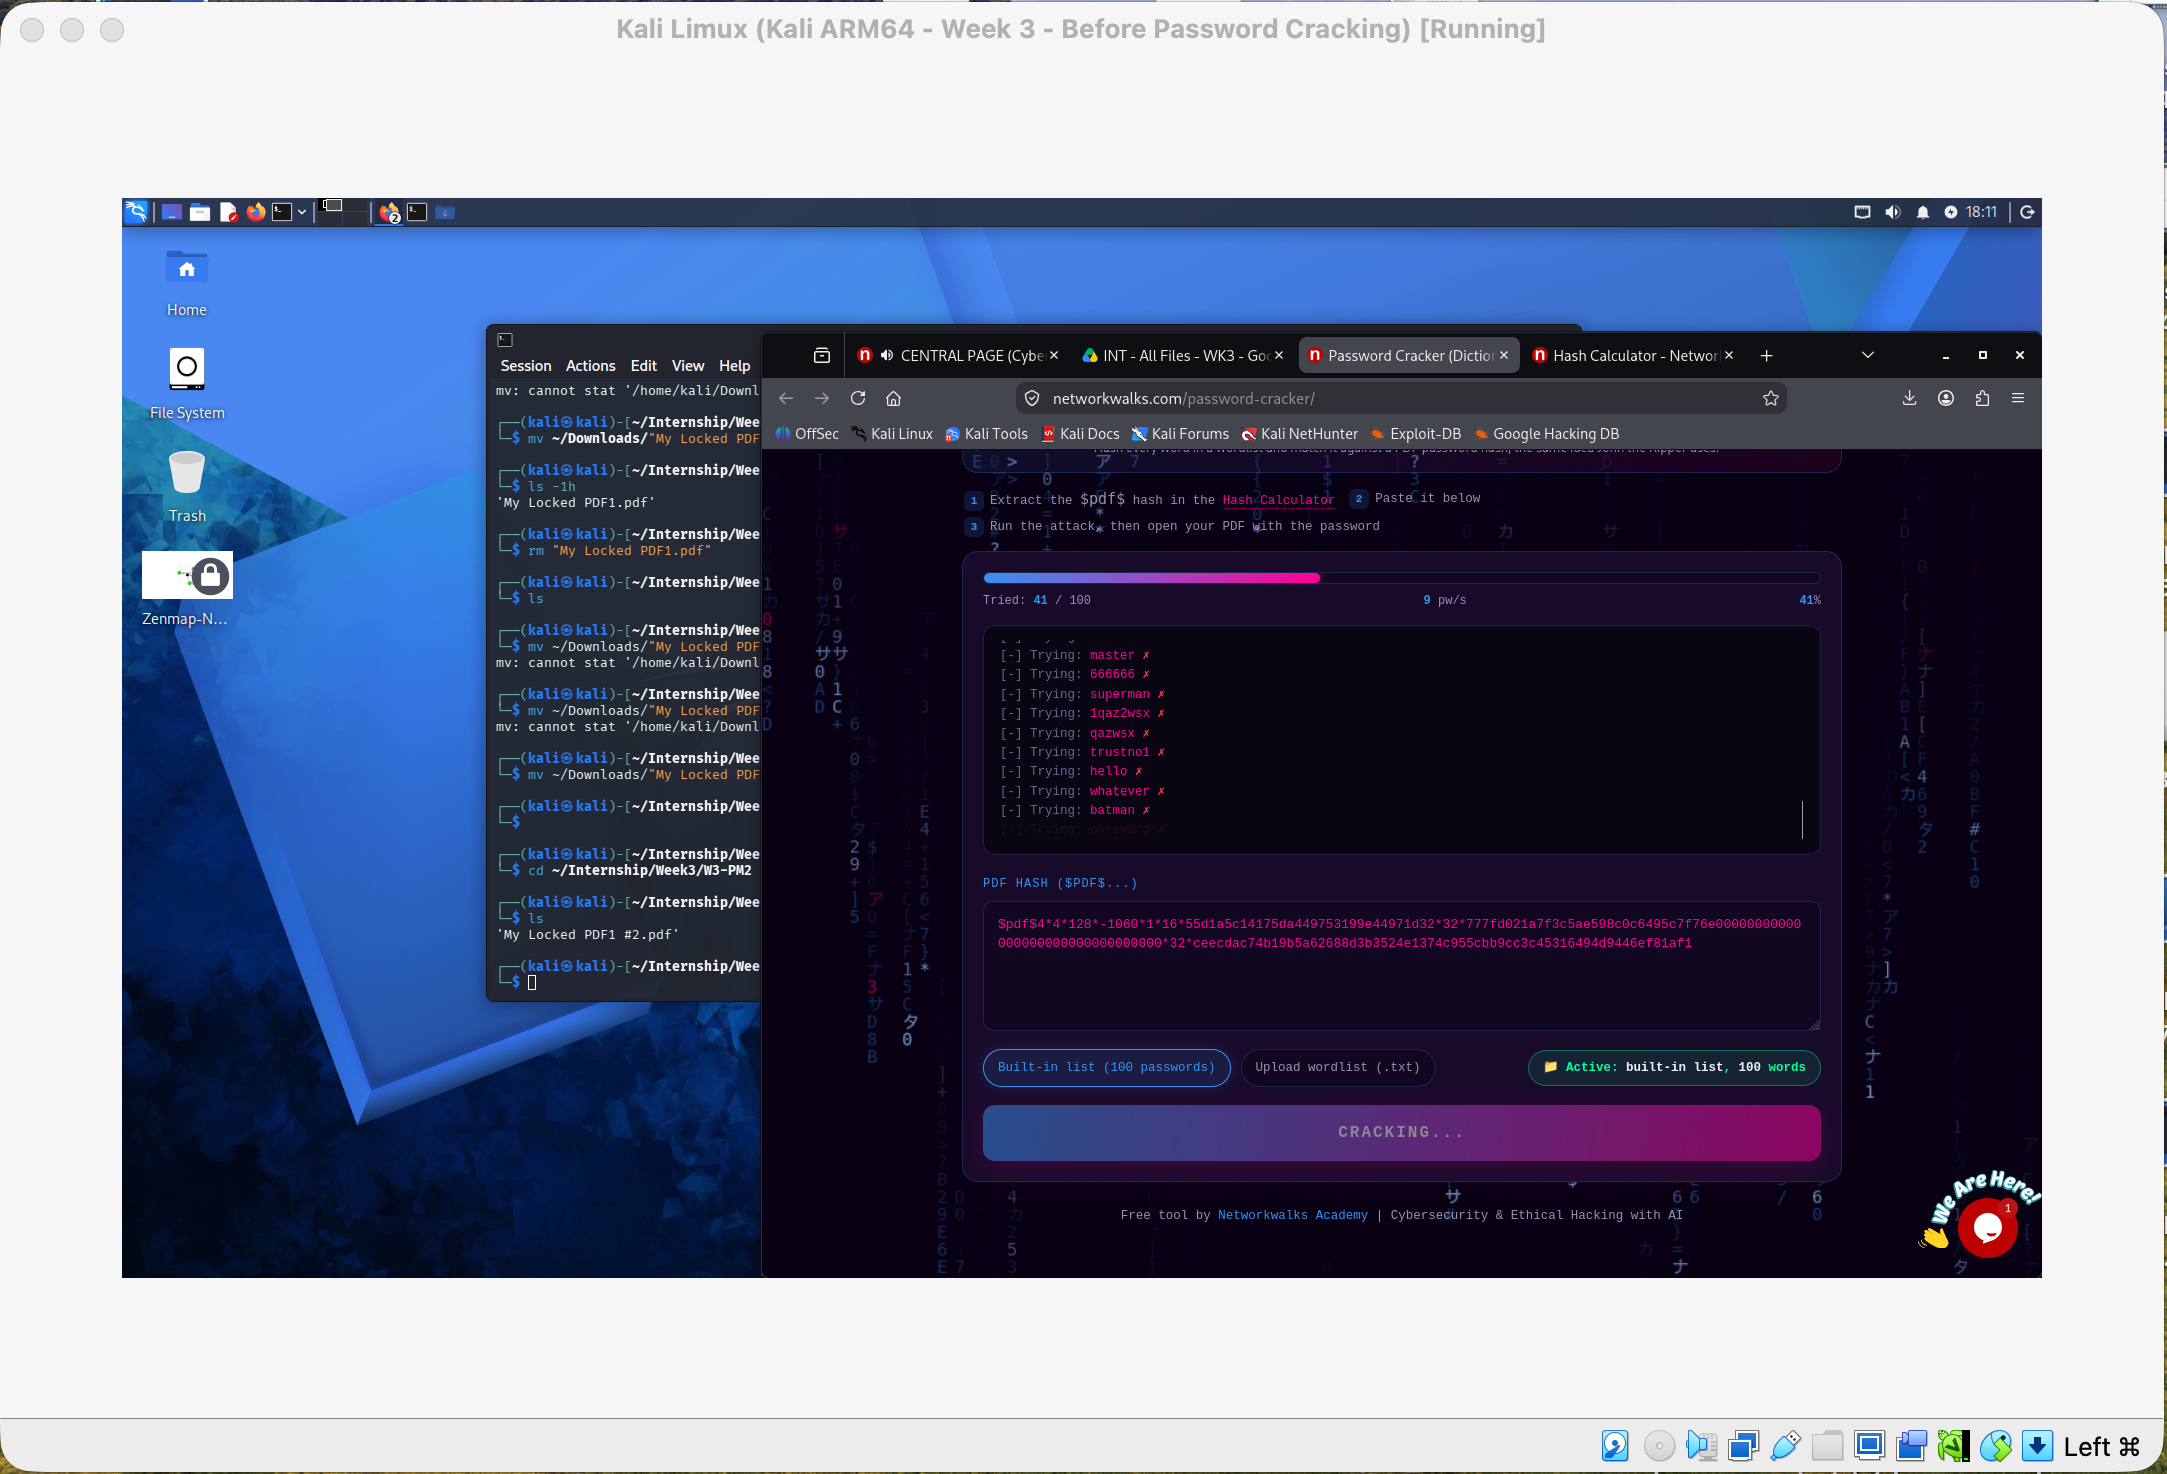 Kali Limux (Kali ARM64 - Week 3 - Before Password Cracking) [Running]
2
18:11
Home
File System
Trash
Zenmap-N...
Session Actions Edit View Help
mv: cannot stat '/home/kali/Downl
┌──(kali㉿kali)-[~/Internship/Wee
└─$ mv ~/Downloads/"My Locked PDF
┌──(kali㉿kali)-[~/Internship/Wee
└─$ ls -1h
'My Locked PDF1.pdf'
┌──(kali㉿kali)-[~/Internship/Wee
└─$ rm "My Locked PDF1.pdf"
┌──(kali㉿kali)-[~/Internship/Wee
└─$ ls
┌──(kali㉿kali)-[~/Internship/Wee
└─$ mv ~/Downloads/"My Locked PDF
mv: cannot stat '/home/kali/Downl
┌──(kali㉿kali)-[~/Internship/Wee
└─$ mv ~/Downloads/"My Locked PDF
mv: cannot stat '/home/kali/Downl
┌──(kali㉿kali)-[~/Internship/Wee
└─$ mv ~/Downloads/"My Locked PDF
┌──(kali㉿kali)-[~/Internship/Wee
└─$
┌──(kali㉿kali)-[~/Internship/Wee
└─$ cd ~/Internship/Week3/W3-PM2
┌──(kali㉿kali)-[~/Internship/Wee
└─$ ls
'My Locked PDF1 #2.pdf'
┌──(kali㉿kali)-[~/Internship/Wee
└─$
CENTRAL PAGE (Cybe
INT - All Files - WK3 - Goo
Password Cracker (Diction
Hash Calculator - Networl
networkwalks.com/password-cracker/
OffSec Kali Linux Kali Tools Kali Docs Kali Forums Kali NetHunter Exploit-DB Google Hacking DB
1 Extract the $pdf$ hash in the Hash Calculator 2 Paste it below
3 Run the attack, then open your PDF with the password
Tried: 41 / 100 9 pw/s 41%
[-] Trying: master ✗
[-] Trying: 666666 ✗
[-] Trying: superman ✗
[-] Trying: 1qaz2wsx ✗
[-] Trying: qazwsx ✗
[-] Trying: trustno1 ✗
[-] Trying: hello ✗
[-] Trying: whatever ✗
[-] Trying: batman ✗
[-] Trying: passw0rd ✗
PDF HASH ($PDF$...)
$pdf$4*4*128*-1060*1*16*55d1a5c14175da449753199e44971d32*32*777fd021a7f3c5ae598c0c6495c7f76e00000000000
0000000000000000000000*32*ceecdac74b19b5a62688d3b3524e1374c955cbb9cc3c45316494d9446ef81af1
Built-in list (100 passwords) Upload wordlist (.txt) Active: built-in list, 100 words
CRACKING...
Free tool by Networkwalks Academy | Cybersecurity & Ethical Hacking with AI
We Are Here!
1
Left ⌘